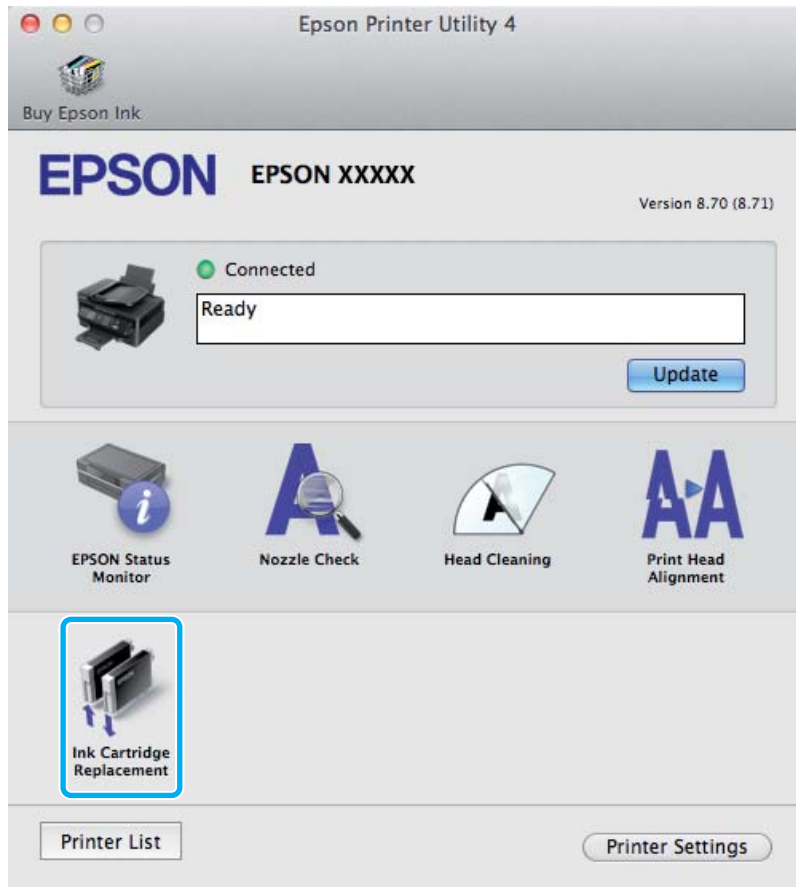 Epson Printer Utility 4
Buy Epson Ink
EPSON
EPSON XXXXX
Version 8.70 (8.71)
Connected
Ready
Update
EPSON Status
Monitor
Nozzle Check
Head Cleaning
Print Head
Alignment
Ink Cartridge
Replacement
Printer List
Printer Settings